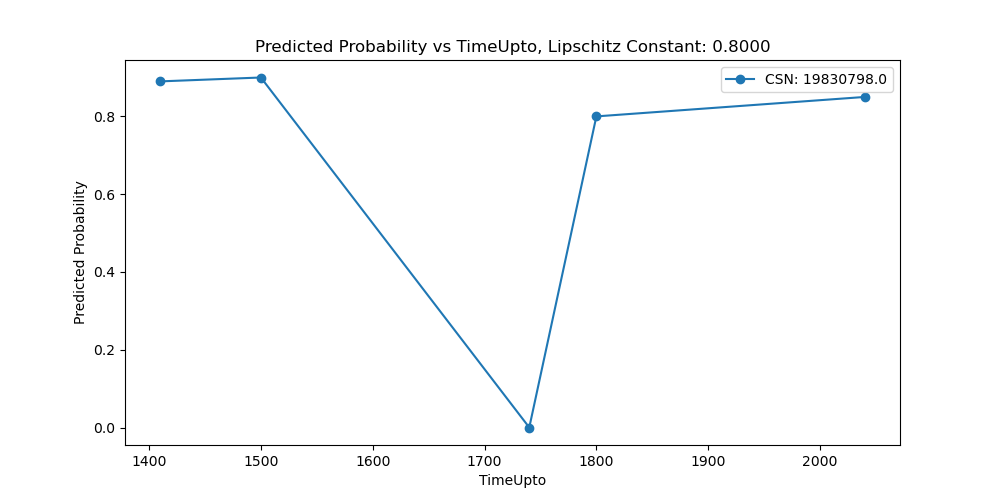 Predicted Probability vs TimeUpto, Lipschitz Constant: 0.8000
CSN: 19830798.0
Predicted Probability
0.8
0.6
0.4
0.2
0.0
1400 1500 1600 1700 1800 1900 2000
TimeUpto